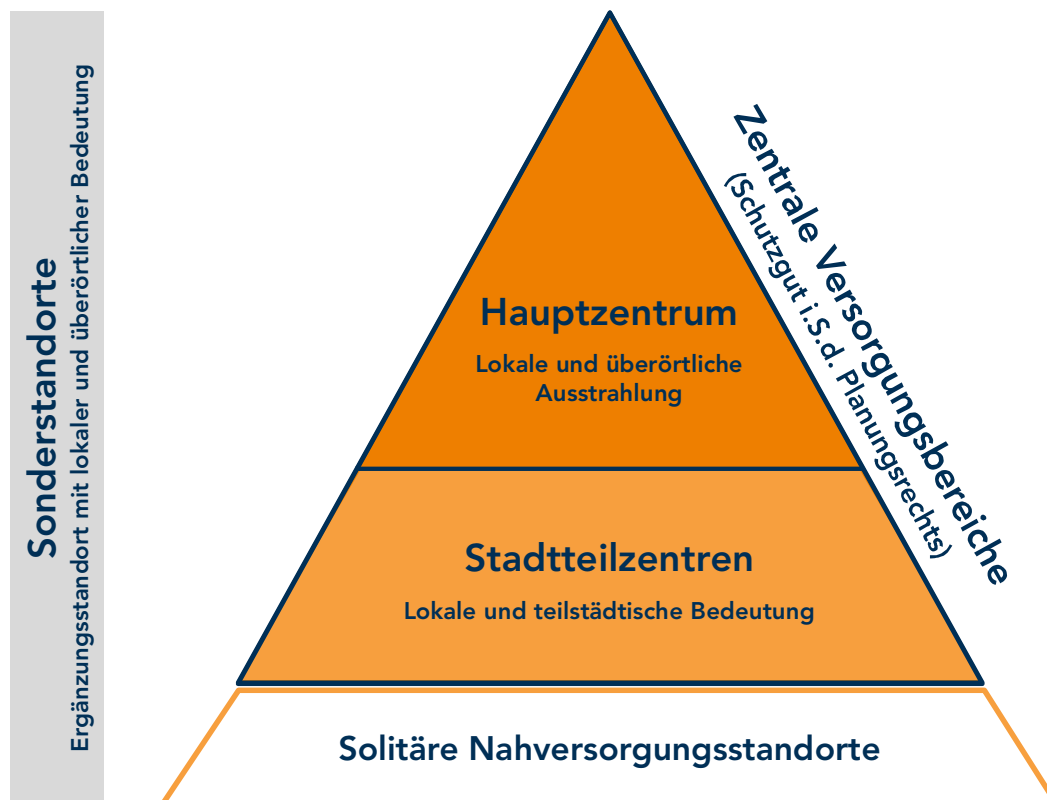 Sonderstandorte
Ergänzungsstandort mit lokaler und überörtlicher Bedeutung
Zentrale Versorgungsbereiche
(Schutzgut i.S.d. Planungsrechts)
Hauptzentrum
Lokale und überörtliche
Ausstrahlung
Stadtteilzentren
Lokale und teilstädtische Bedeutung
Solitäre Nahversorgungsstandorte